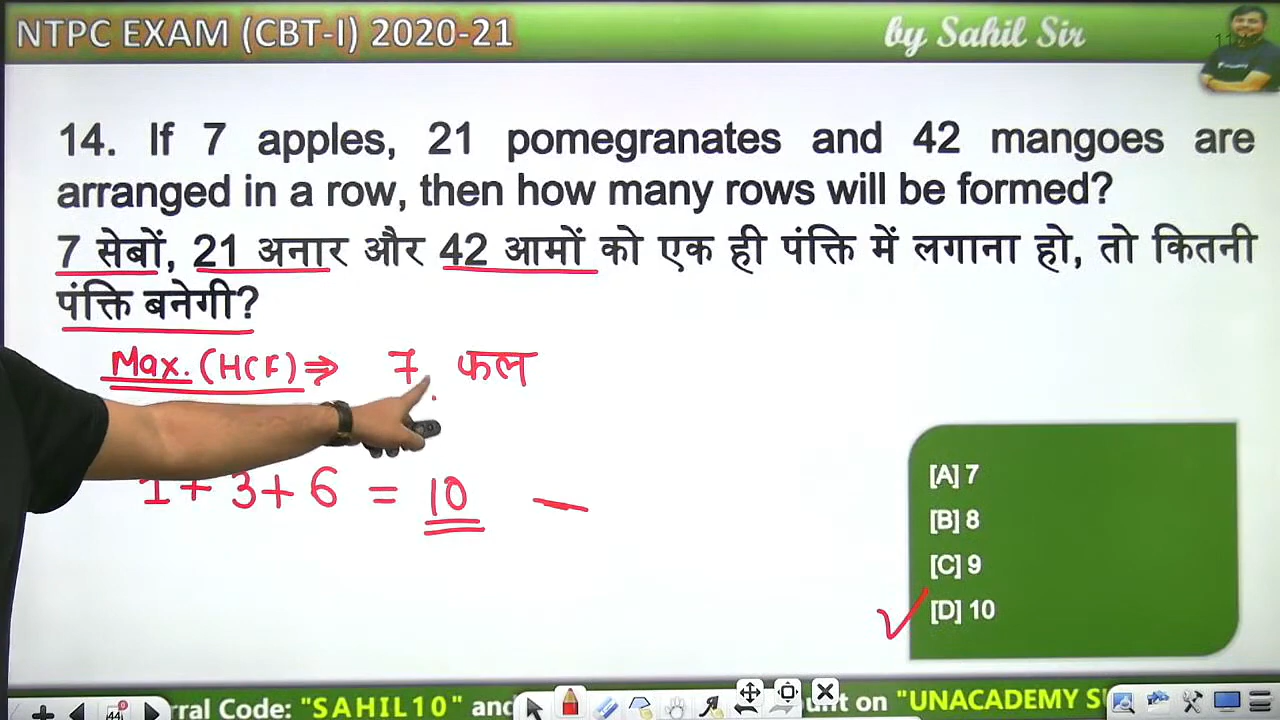 NTPC EXAM (CBT-I) 2020-21
by Sahil Sir
14. If 7 apples, 21 pomegranates and 42 mangoes are
arranged in a row, then how many rows will be formed?
7 सेबों, 21 अनार और 42 आमों को एक ही पंक्ति में लगाना हो, तो कितनी
पंक्ति बनेगी?
Max. (HCF) ⇒ 7 फल
1 + 3 + 6 = 10
[A] 7
[B] 8
[C] 9
[D] 10
44
Code: "SAHIL10" and
on "UNACADEMY